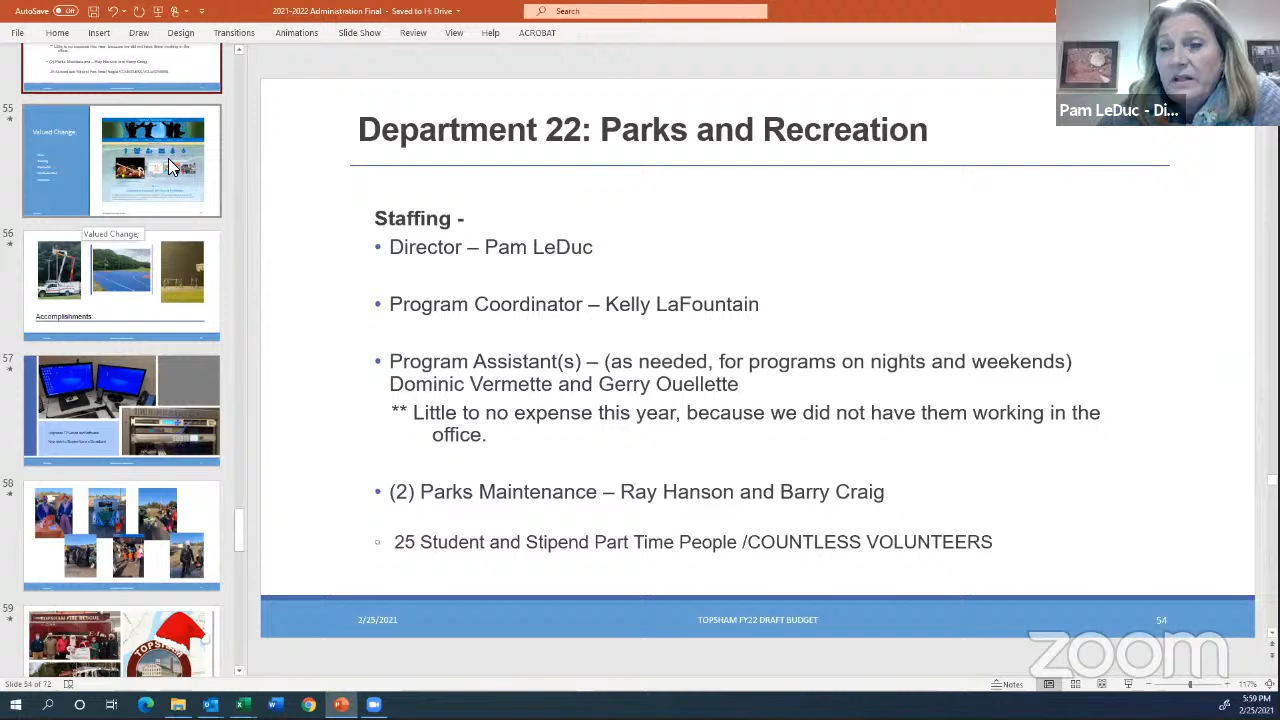 AutoSave Off 2021-2022 Administration Final - Saved to H: Drive Search
File Home Insert Draw Design Transitions Animations Slide Show Review View Help ACROBAT
Pam LeDuc - Di...
55
Valued Change:
Valued Change;
56
Accomplishments:
57
58
59
TOPSHAM FIRE RESCUE
TOPSHAM
Department 22: Parks and Recreation
Staffing -
• Director – Pam LeDuc
• Program Coordinator – Kelly LaFountain
• Program Assistant(s) – (as needed, for programs on nights and weekends)
Dominic Vermette and Gerry Ouellette
** Little to no expense this year, because we did not have them working in the
office.
• (2) Parks Maintenance – Ray Hanson and Barry Craig
25 Student and Stipend Part Time People /COUNTLESS VOLUNTEERS
2/25/2021 TOPSHAM FY22 DRAFT BUDGET 54
zoom
Slide 54 of 72 Notes 117%
5:59 PM
2/25/2021